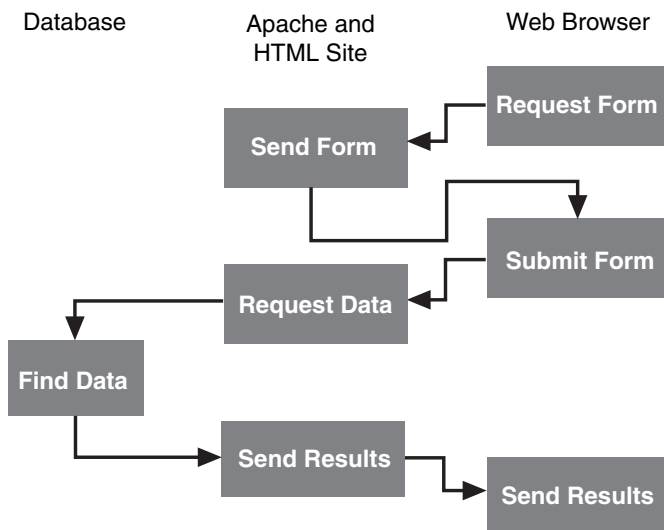 Database
Apache and
HTML Site
Web Browser
Request Form
Send Form
Submit Form
Request Data
Find Data
Send Results
Send Results